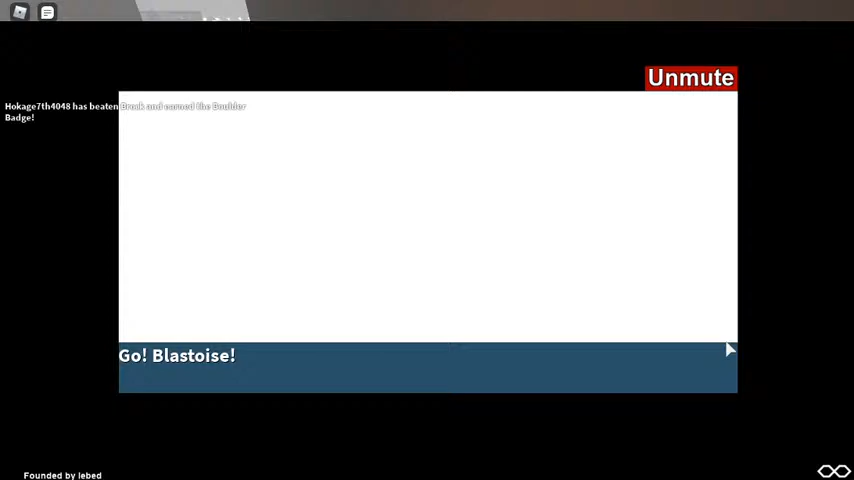 Unmute
Hokage7th4048 has beaten Brock and earned the Boulder
Badge!
Go! Blastoise!
Founded by lebed